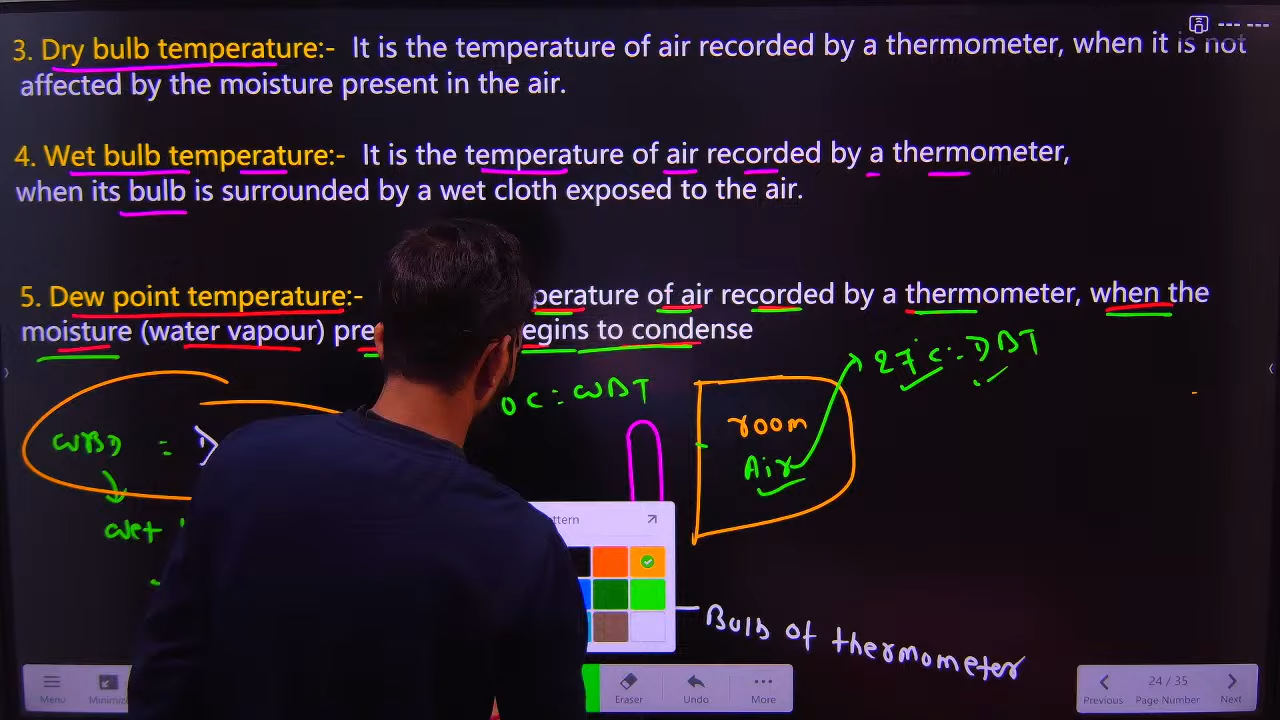 3. Dry bulb temperature:- It is the temperature of air recorded by a thermometer, when it is not
affected by the moisture present in the air.
4. Wet bulb temperature:- It is the temperature of air recorded by a thermometer,
when its bulb is surrounded by a wet cloth exposed to the air.
5. Dew point temperature:- perature of air recorded by a thermometer, when the
moisture (water vapour) pre egins to condense
27°C:- DBT
0 C = WBT
room
Air
WBD =
wet
ttern
Bulb of thermometer
Menu Minimiz Eraser Undo More Previous 24 / 35 Page Number Next